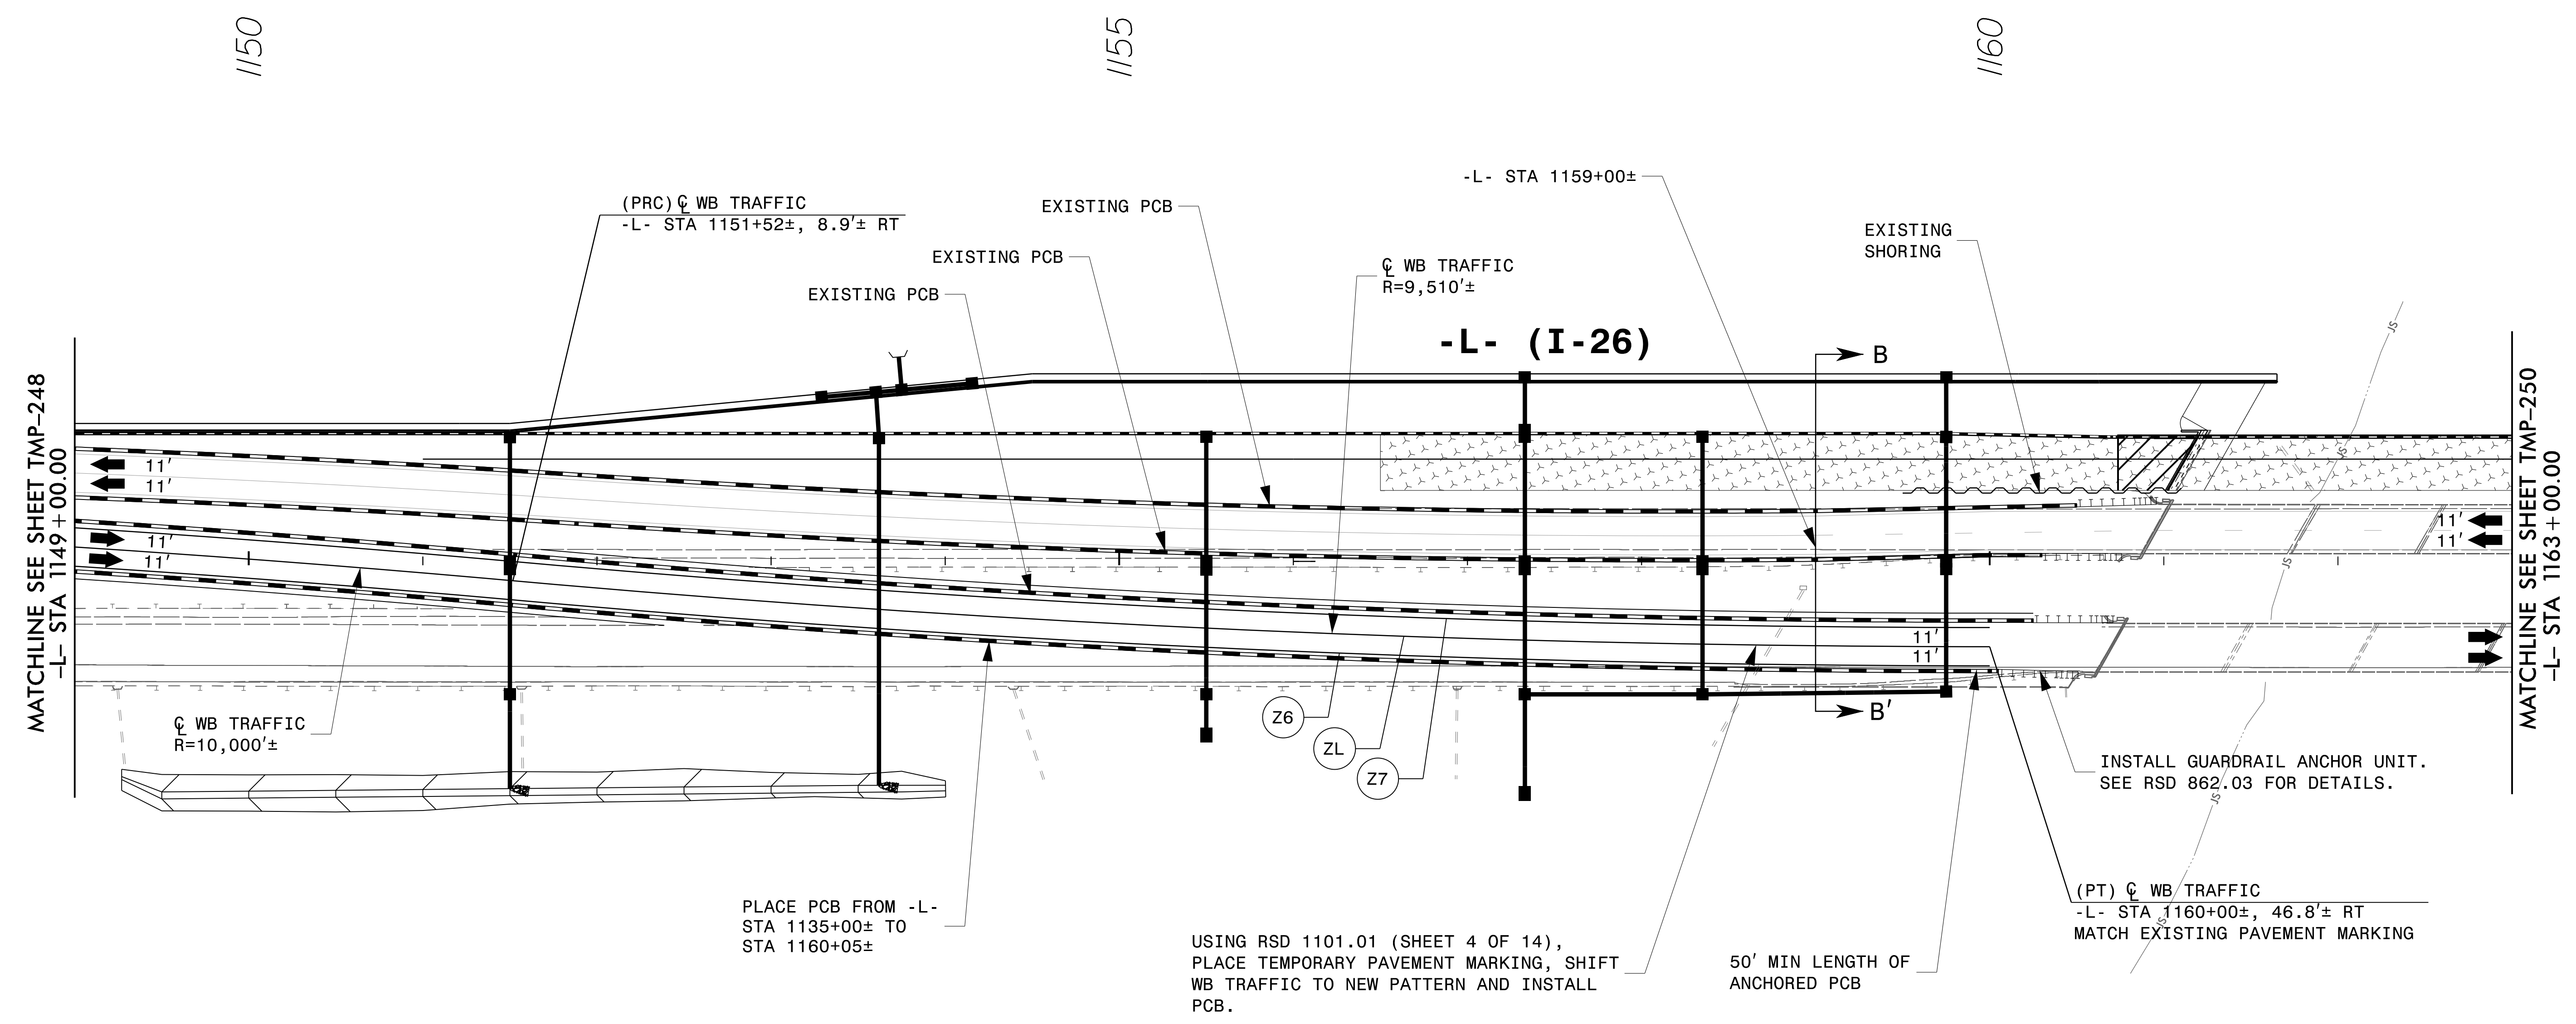 1150
1155
1160
-L- STA 1159+00±
(PRC) ℄ WB TRAFFIC
-L- STA 1151+52±, 8.9'± RT
EXISTING PCB
EXISTING PCB
EXISTING PCB
EXISTING
SHORING
℄ WB TRAFFIC
R=9,510'±
-L- (I-26)
B
MATCHLINE SEE SHEET TMP-248
-L- STA 1149+00.00
MATCHLINE SEE SHEET TMP-250
-L- STA 1163+00.00
11'
11'
11'
11'
11'
11'
11'
11'
JS
JS
JS
JS
JS
Z6
ZL
Z7
B'
℄ WB TRAFFIC
R=10,000'±
INSTALL GUARDRAIL ANCHOR UNIT.
SEE RSD 862.03 FOR DETAILS.
PLACE PCB FROM -L-
STA 1135+00± TO
STA 1160+05±
USING RSD 1101.01 (SHEET 4 OF 14),
PLACE TEMPORARY PAVEMENT MARKING, SHIFT
WB TRAFFIC TO NEW PATTERN AND INSTALL
PCB.
50' MIN LENGTH OF
ANCHORED PCB
(PT) ℄ WB TRAFFIC
-L- STA 1160+00±, 46.8'± RT
MATCH EXISTING PAVEMENT MARKING